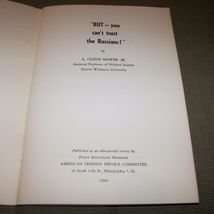 "BUT — you
can't trust
the Russians!"
by
A. GLENN MOWER, JR.
Assistant Professor of Political Science
Illinois Wesleyan University
Published as an educational service by
PEACE EDUCATION PROGRAM
AMERICAN FRIENDS SERVICE COMMITTEE
20 South 12th St., Philadelphia 7, Pa.